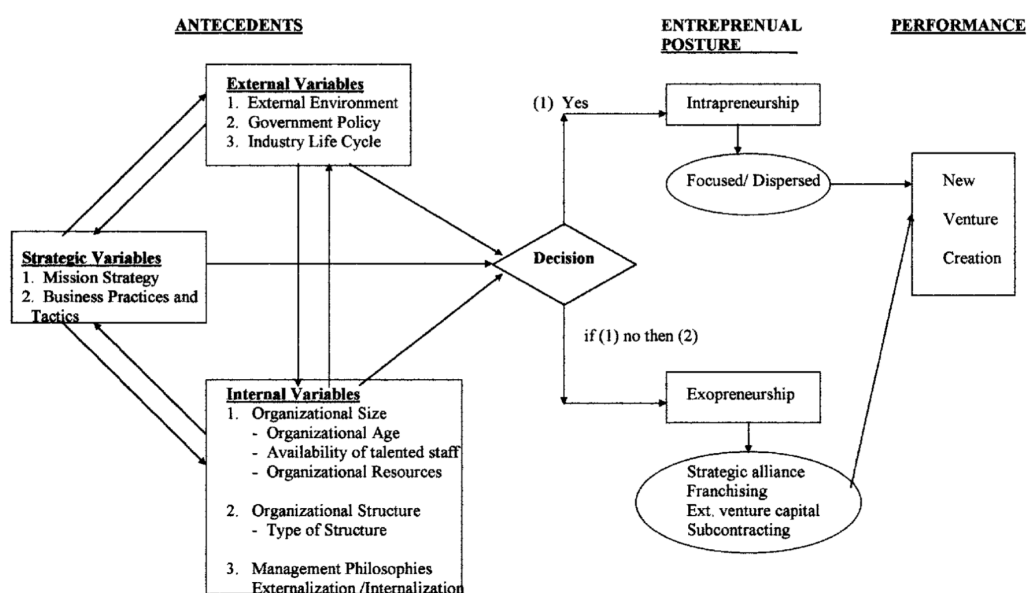 ANTECEDENTS
ENTREPRENUAL
POSTURE
PERFORMANCE
External Variables
1. External Environment
2. Government Policy
3. Industry Life Cycle
(1) Yes
Intrapreneurship
Focused/ Dispersed
New
Venture
Creation
Strategic Variables
1. Mission Strategy
2. Business Practices and
Tactics
Decision
if (1) no then (2)
Internal Variables
1. Organizational Size
- Organizational Age
- Availability of talented staff
- Organizational Resources
2. Organizational Structure
- Type of Structure
3. Management Philosophies
Externalization /Internalization
Exopreneurship
Strategic alliance
Franchising
Ext. venture capital
Subcontracting